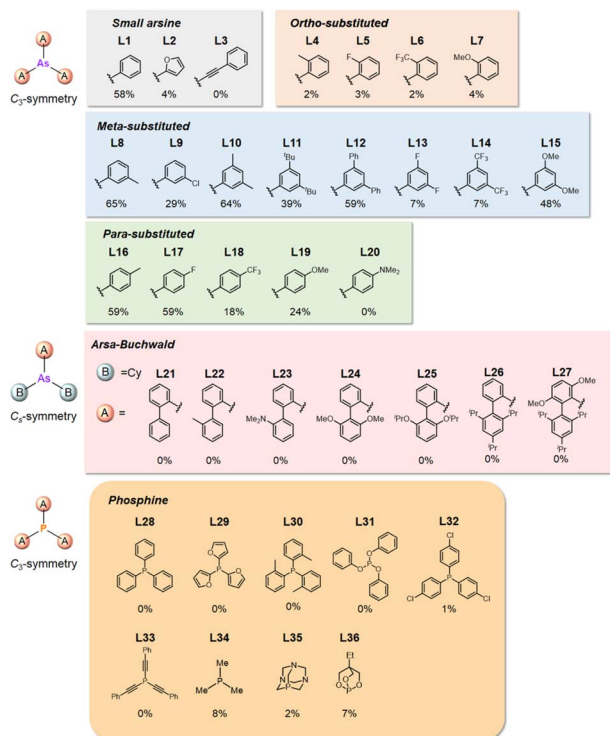 A
As
A A
C3-symmetry
Small arsine
L1 L2 L3
O
58% 4% 0%
Ortho-substituted
L4 L5 L6 L7
F F3C MeO
2% 3% 2% 4%
Meta-substituted
L8 L9 L10 L11 L12 L13 L14 L15
Cl tBu tBu Ph Ph F F CF3 CF3 OMe OMe
65% 29% 64% 39% 59% 7% 7% 48%
Para-substituted
L16 L17 L18 L19 L20
F CF3 OMe NMe2
59% 59% 18% 24% 0%
A
As
B B
Cs-symmetry
Arsa-Buchwald
B =Cy
A =
L21 L22 L23 L24 L25 L26 L27
Me2N OMe OMe OiPr OiPr iPr iPr iPr OMe MeO iPr iPr iPr
0% 0% 0% 0% 0% 0% 0%
A
P
A A
C3-symmetry
Phosphine
L28 L29 L30 L31 L32
P O P O O P O P O O Cl P Cl Cl
0% 0% 0% 0% 1%
L33 L34 L35 L36
Ph P Ph Ph Me P Me Me N N N P Et O O O P
0% 8% 2% 7%